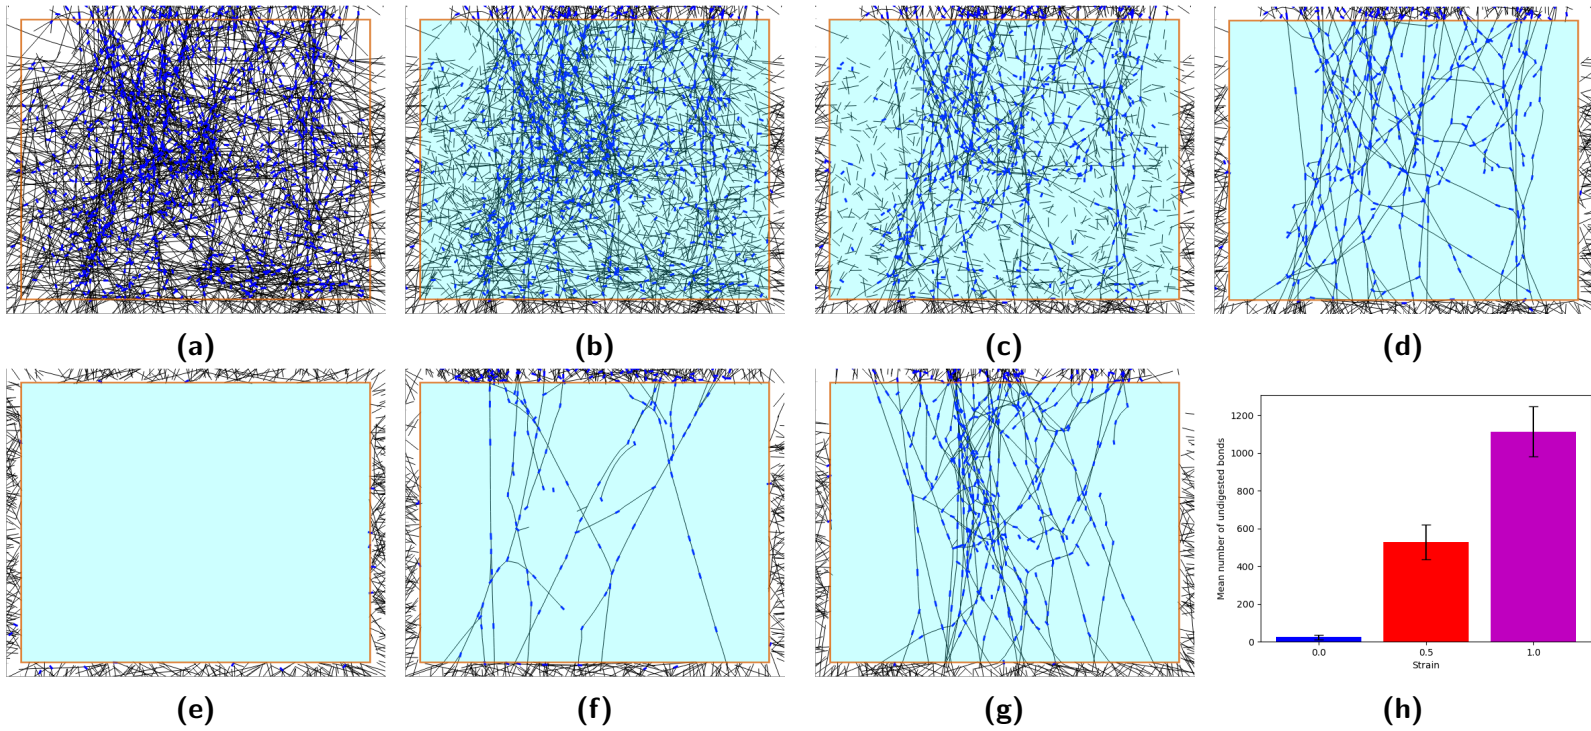 (a)
(b)
(c)
(d)
(e)
(f)
(g)
Mean number of undigested bonds
1200
1000
800
600
400
200
0
0.0
0.5
1.0
Strain
(h)